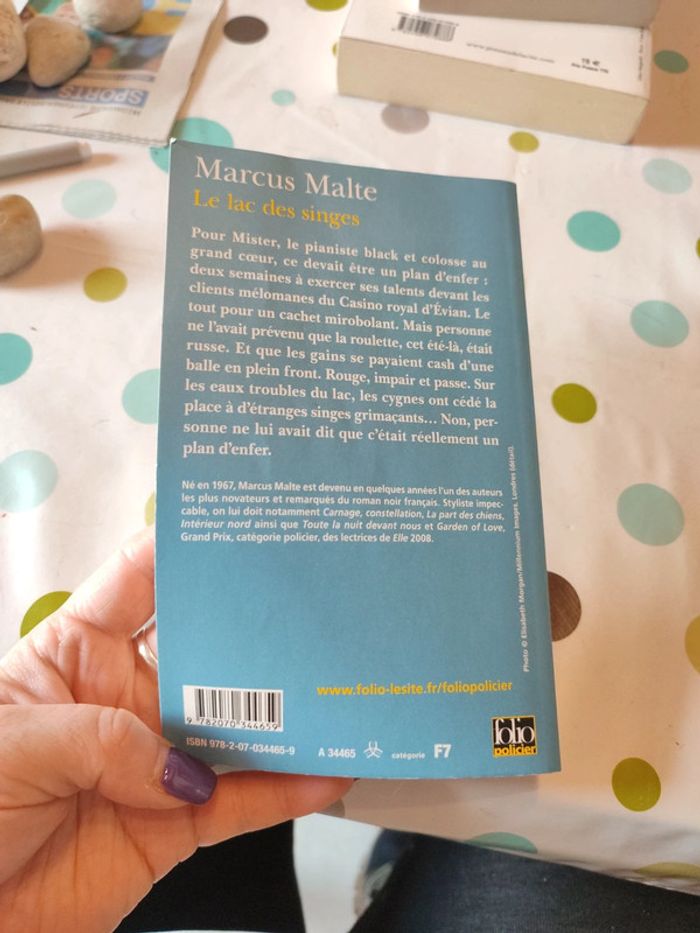 SPORTS
18 €
Marcus Malte
Le lac des singes
Pour Mister, le pianiste black et colosse au
grand cœur, ce devait être un plan d'enfer :
deux semaines à exercer ses talents devant les
clients mélomanes du Casino royal d'Évian. Le
tout pour un cachet mirobolant. Mais personne
ne l'avait prévenu que la roulette, cet été-là, était
russe. Et que les gains se payaient cash d'une
balle en plein front. Rouge, impair et passe. Sur
les eaux troubles du lac, les cygnes ont cédé la
place à d'étranges singes grimaçants... Non, per-
sonne ne lui avait dit que c'était réellement un
plan d'enfer.
Né en 1967, Marcus Malte est devenu en quelques années l'un des auteurs
les plus novateurs et remarqués du roman noir français. Styliste impec-
cable, on lui doit notamment Carnage, constellation, La part des chiens,
Intérieur nord ainsi que Toute la nuit devant nous et Garden of Love,
Grand Prix, catégorie policier, des lectrices de Elle 2008.
Photo © Elisabeth Morgan/Millennium Images, Londres (détail).
www.folio-lesite.fr/foliopolicier
9 782070 344659
ISBN 978-2-07-034465-9 A 34465 catégorie F7
folio
policier